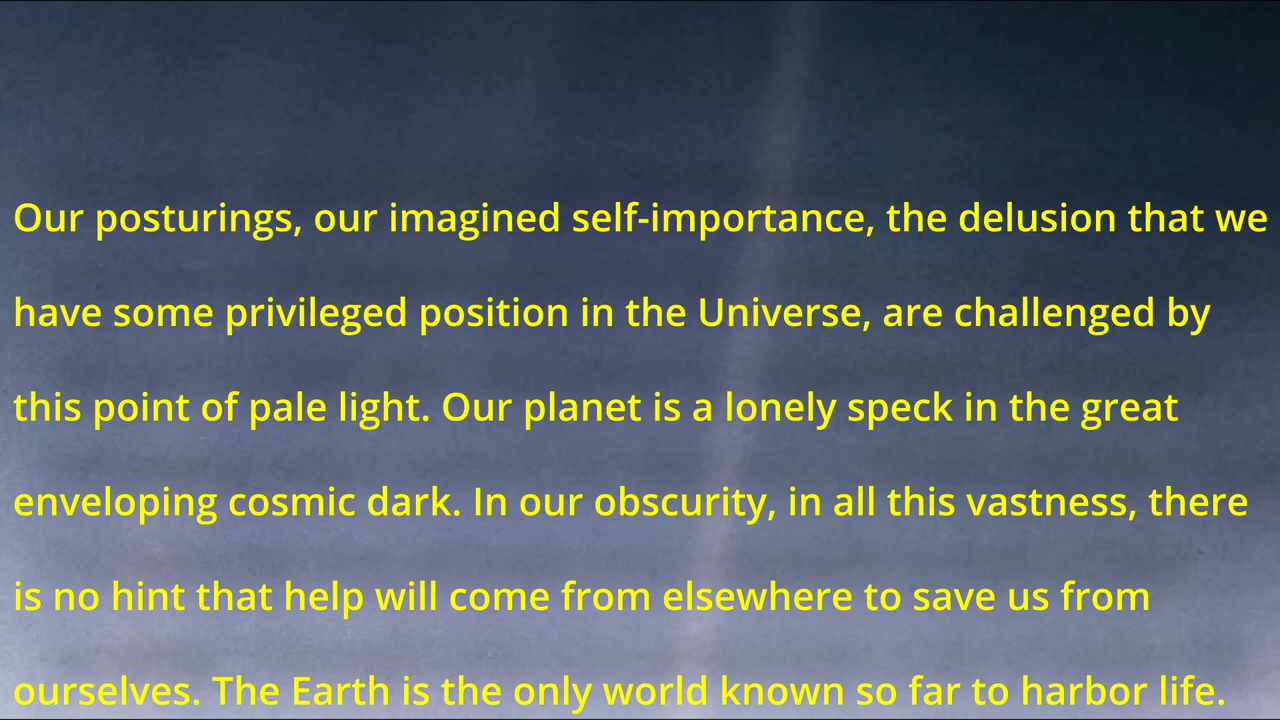 Our posturings, our imagined self-importance, the delusion that we
have some privileged position in the Universe, are challenged by
this point of pale light. Our planet is a lonely speck in the great
enveloping cosmic dark. In our obscurity, in all this vastness, there
is no hint that help will come from elsewhere to save us from
ourselves. The Earth is the only world known so far to harbor life.